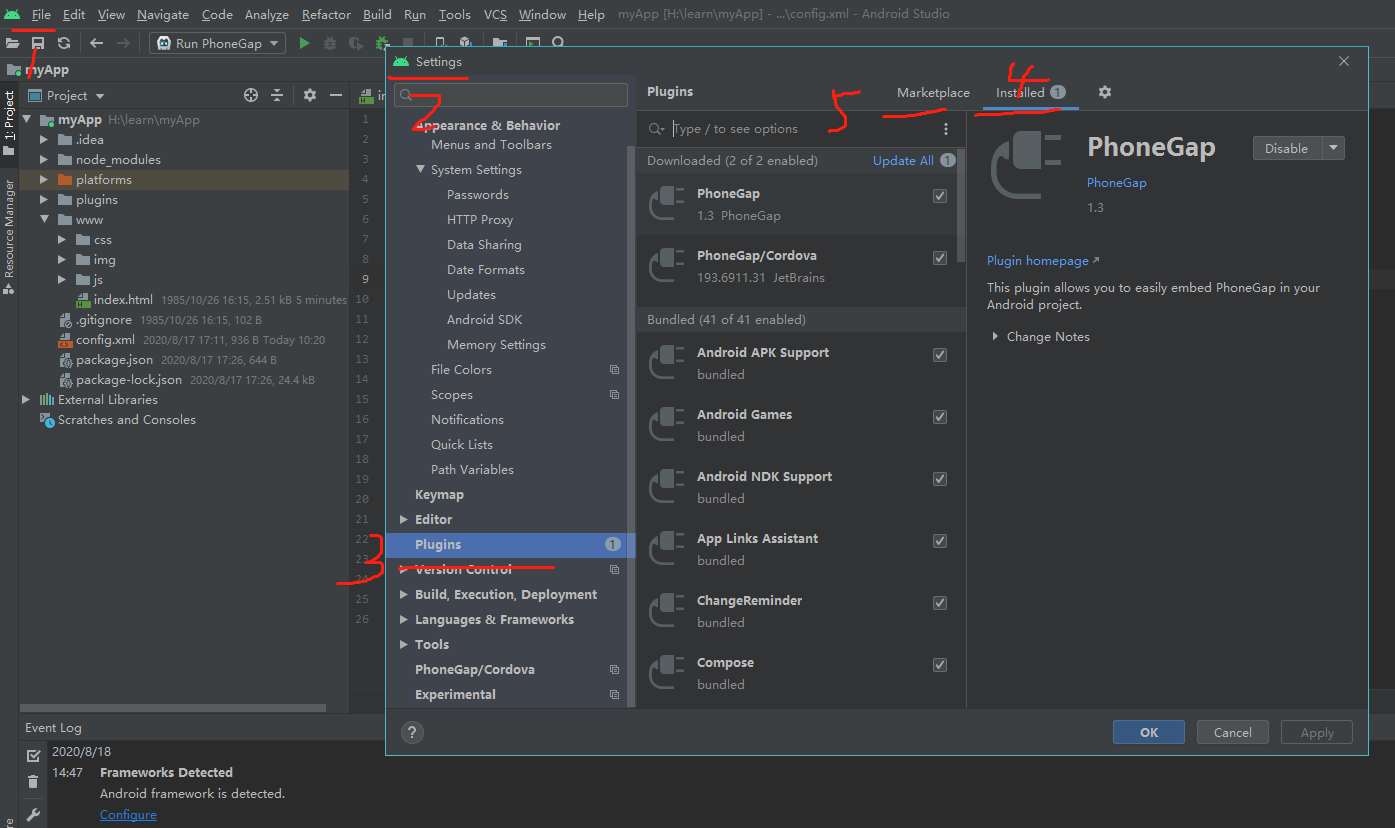 File Edit View Navigate Code Analyze Refactor Build Run Tools VCS Window Help myApp [H:\learn\myApp] - ...\config.xml - Android Studio
Run PhoneGap
1
myApp
Project
1: Project
Resource Manager
myApp H:\learn\myApp
.idea
node_modules
platforms
plugins
www
css
img
js
index.html 1985/10/26 16:15, 2.51 kB 5 minutes
.gitignore 1985/10/26 16:15, 102 B
config.xml 2020/8/17 17:11, 936 B Today 10:20
package.json 2020/8/17 17:26, 644 B
package-lock.json 2020/8/17 17:26, 24.4 kB
External Libraries
Scratches and Consoles
1
2
3
4
5
6
7
8
9
10
11
12
13
14
15
16
17
18
19
20
21
22
23
24
25
26
Settings
2
Appearance & Behavior
Menus and Toolbars
System Settings
Passwords
HTTP Proxy
Data Sharing
Date Formats
Updates
Android SDK
Memory Settings
File Colors
Scopes
Notifications
Quick Lists
Path Variables
Keymap
Editor
3
Plugins 1
Version Control
Build, Execution, Deployment
Languages & Frameworks
Tools
PhoneGap/Cordova
Experimental
Plugins
5
Marketplace
4
Installed 1
Type / to see options
Downloaded (2 of 2 enabled) Update All 1
PhoneGap
1.3 PhoneGap
PhoneGap/Cordova
193.6911.31 JetBrains
Bundled (41 of 41 enabled)
Android APK Support
bundled
Android Games
bundled
Android NDK Support
bundled
App Links Assistant
bundled
ChangeReminder
bundled
Compose
bundled
PhoneGap
Disable
PhoneGap
1.3
Plugin homepage
This plugin allows you to easily embed PhoneGap in your
Android project.
Change Notes
?
OK Cancel Apply
Event Log
2020/8/18
14:47 Frameworks Detected
Android framework is detected.
Configure